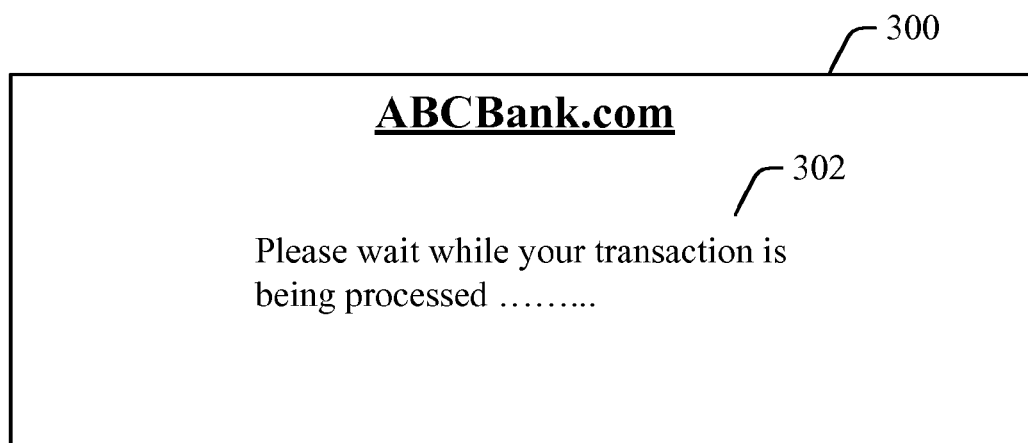 300
ABCBank.com
302
Please wait while your transaction is
being processed ………...